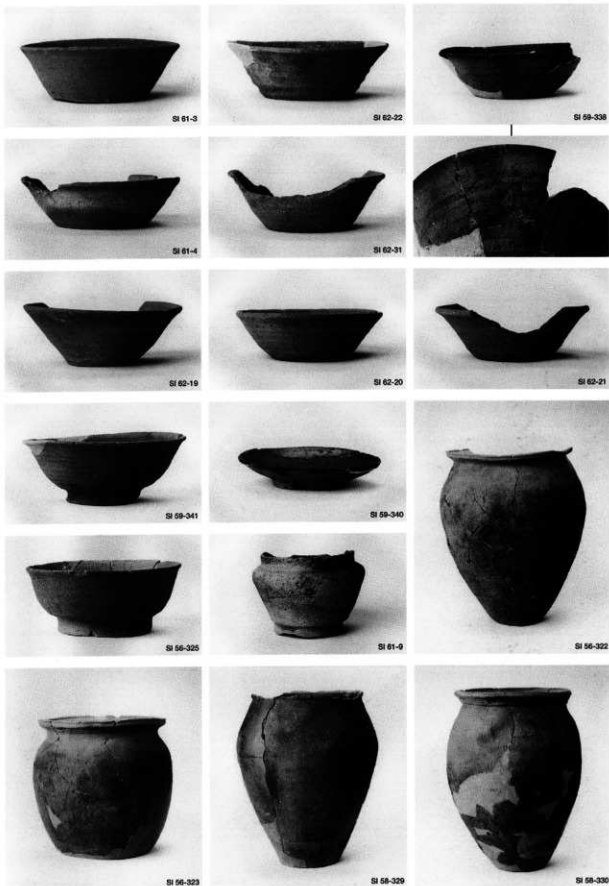 SI 61-3
SI 62-22
SI 59-338
SI 61-4
SI 62-31
SI 62-19
SI 62-20
SI 62-21
SI 59-341
SI 59-340
SI 56-322
SI 56-325
SI 61-9
SI 56-323
SI 58-329
SI 58-330